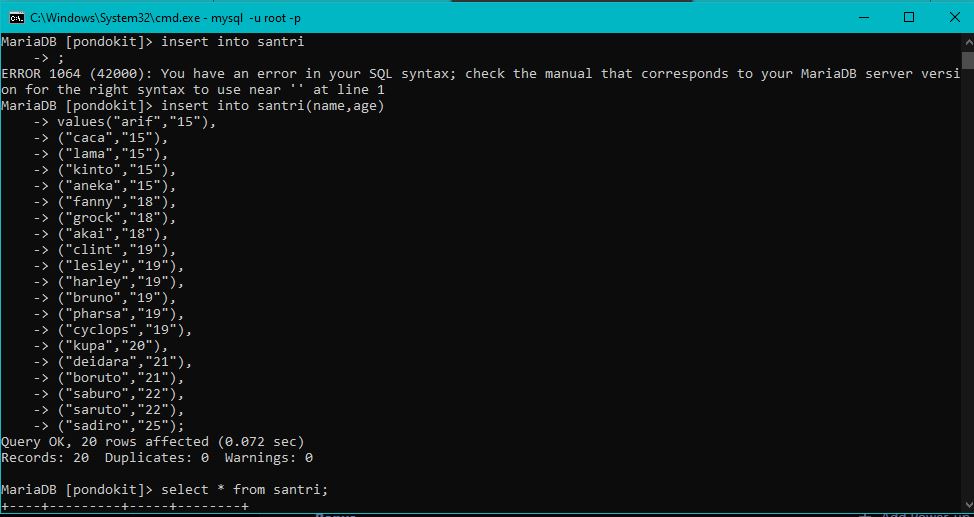 C:\Windows\System32\cmd.exe - mysql  -u root -p
MariaDB [pondokit]> insert into santri
    -> ;
ERROR 1064 (42000): You have an error in your SQL syntax; check the manual that corresponds to your MariaDB server versi
on for the right syntax to use near '' at line 1
MariaDB [pondokit]> insert into santri(name,age)
    -> values("arif","15"),
    -> ("caca","15"),
    -> ("lama","15"),
    -> ("kinto","15"),
    -> ("aneka","15"),
    -> ("fanny","18"),
    -> ("grock","18"),
    -> ("akai","18"),
    -> ("clint","19"),
    -> ("lesley","19"),
    -> ("harley","19"),
    -> ("bruno","19"),
    -> ("pharsa","19"),
    -> ("cyclops","19"),
    -> ("kupa","20"),
    -> ("deidara","21"),
    -> ("boruto","21"),
    -> ("saburo","22"),
    -> ("saruto","22"),
    -> ("sadiro","25");
Query OK, 20 rows affected (0.072 sec)
Records: 20  Duplicates: 0  Warnings: 0
MariaDB [pondokit]> select * from santri;
+----+---------+-----+--------+